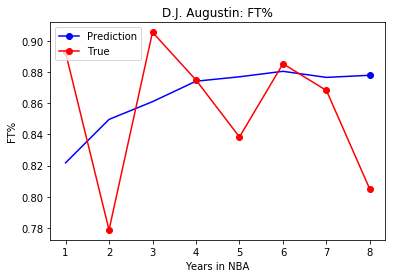 D.J. Augustin: FT%
Prediction
True
FT%
0.90
0.88
0.86
0.84
0.82
0.80
0.78
1 2 3 4 5 6 7 8
Years in NBA